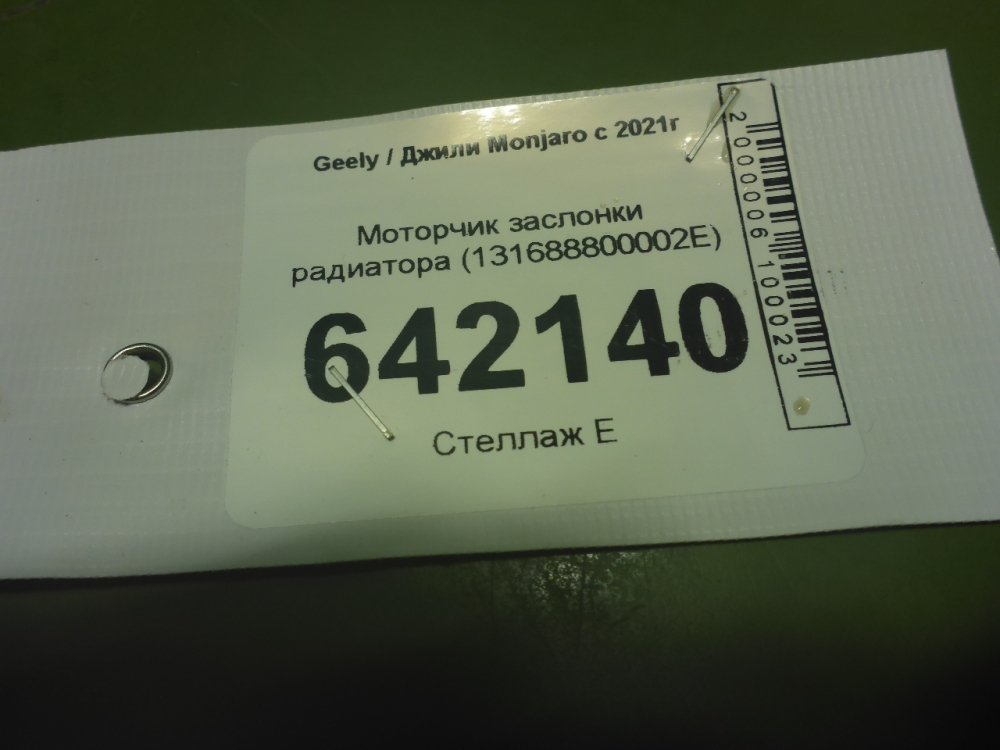 Geely / Джили Monjaro с 2021г
Моторчик заслонки
радиатора (131688800002E)
642140
Стеллаж Е
2000006100023